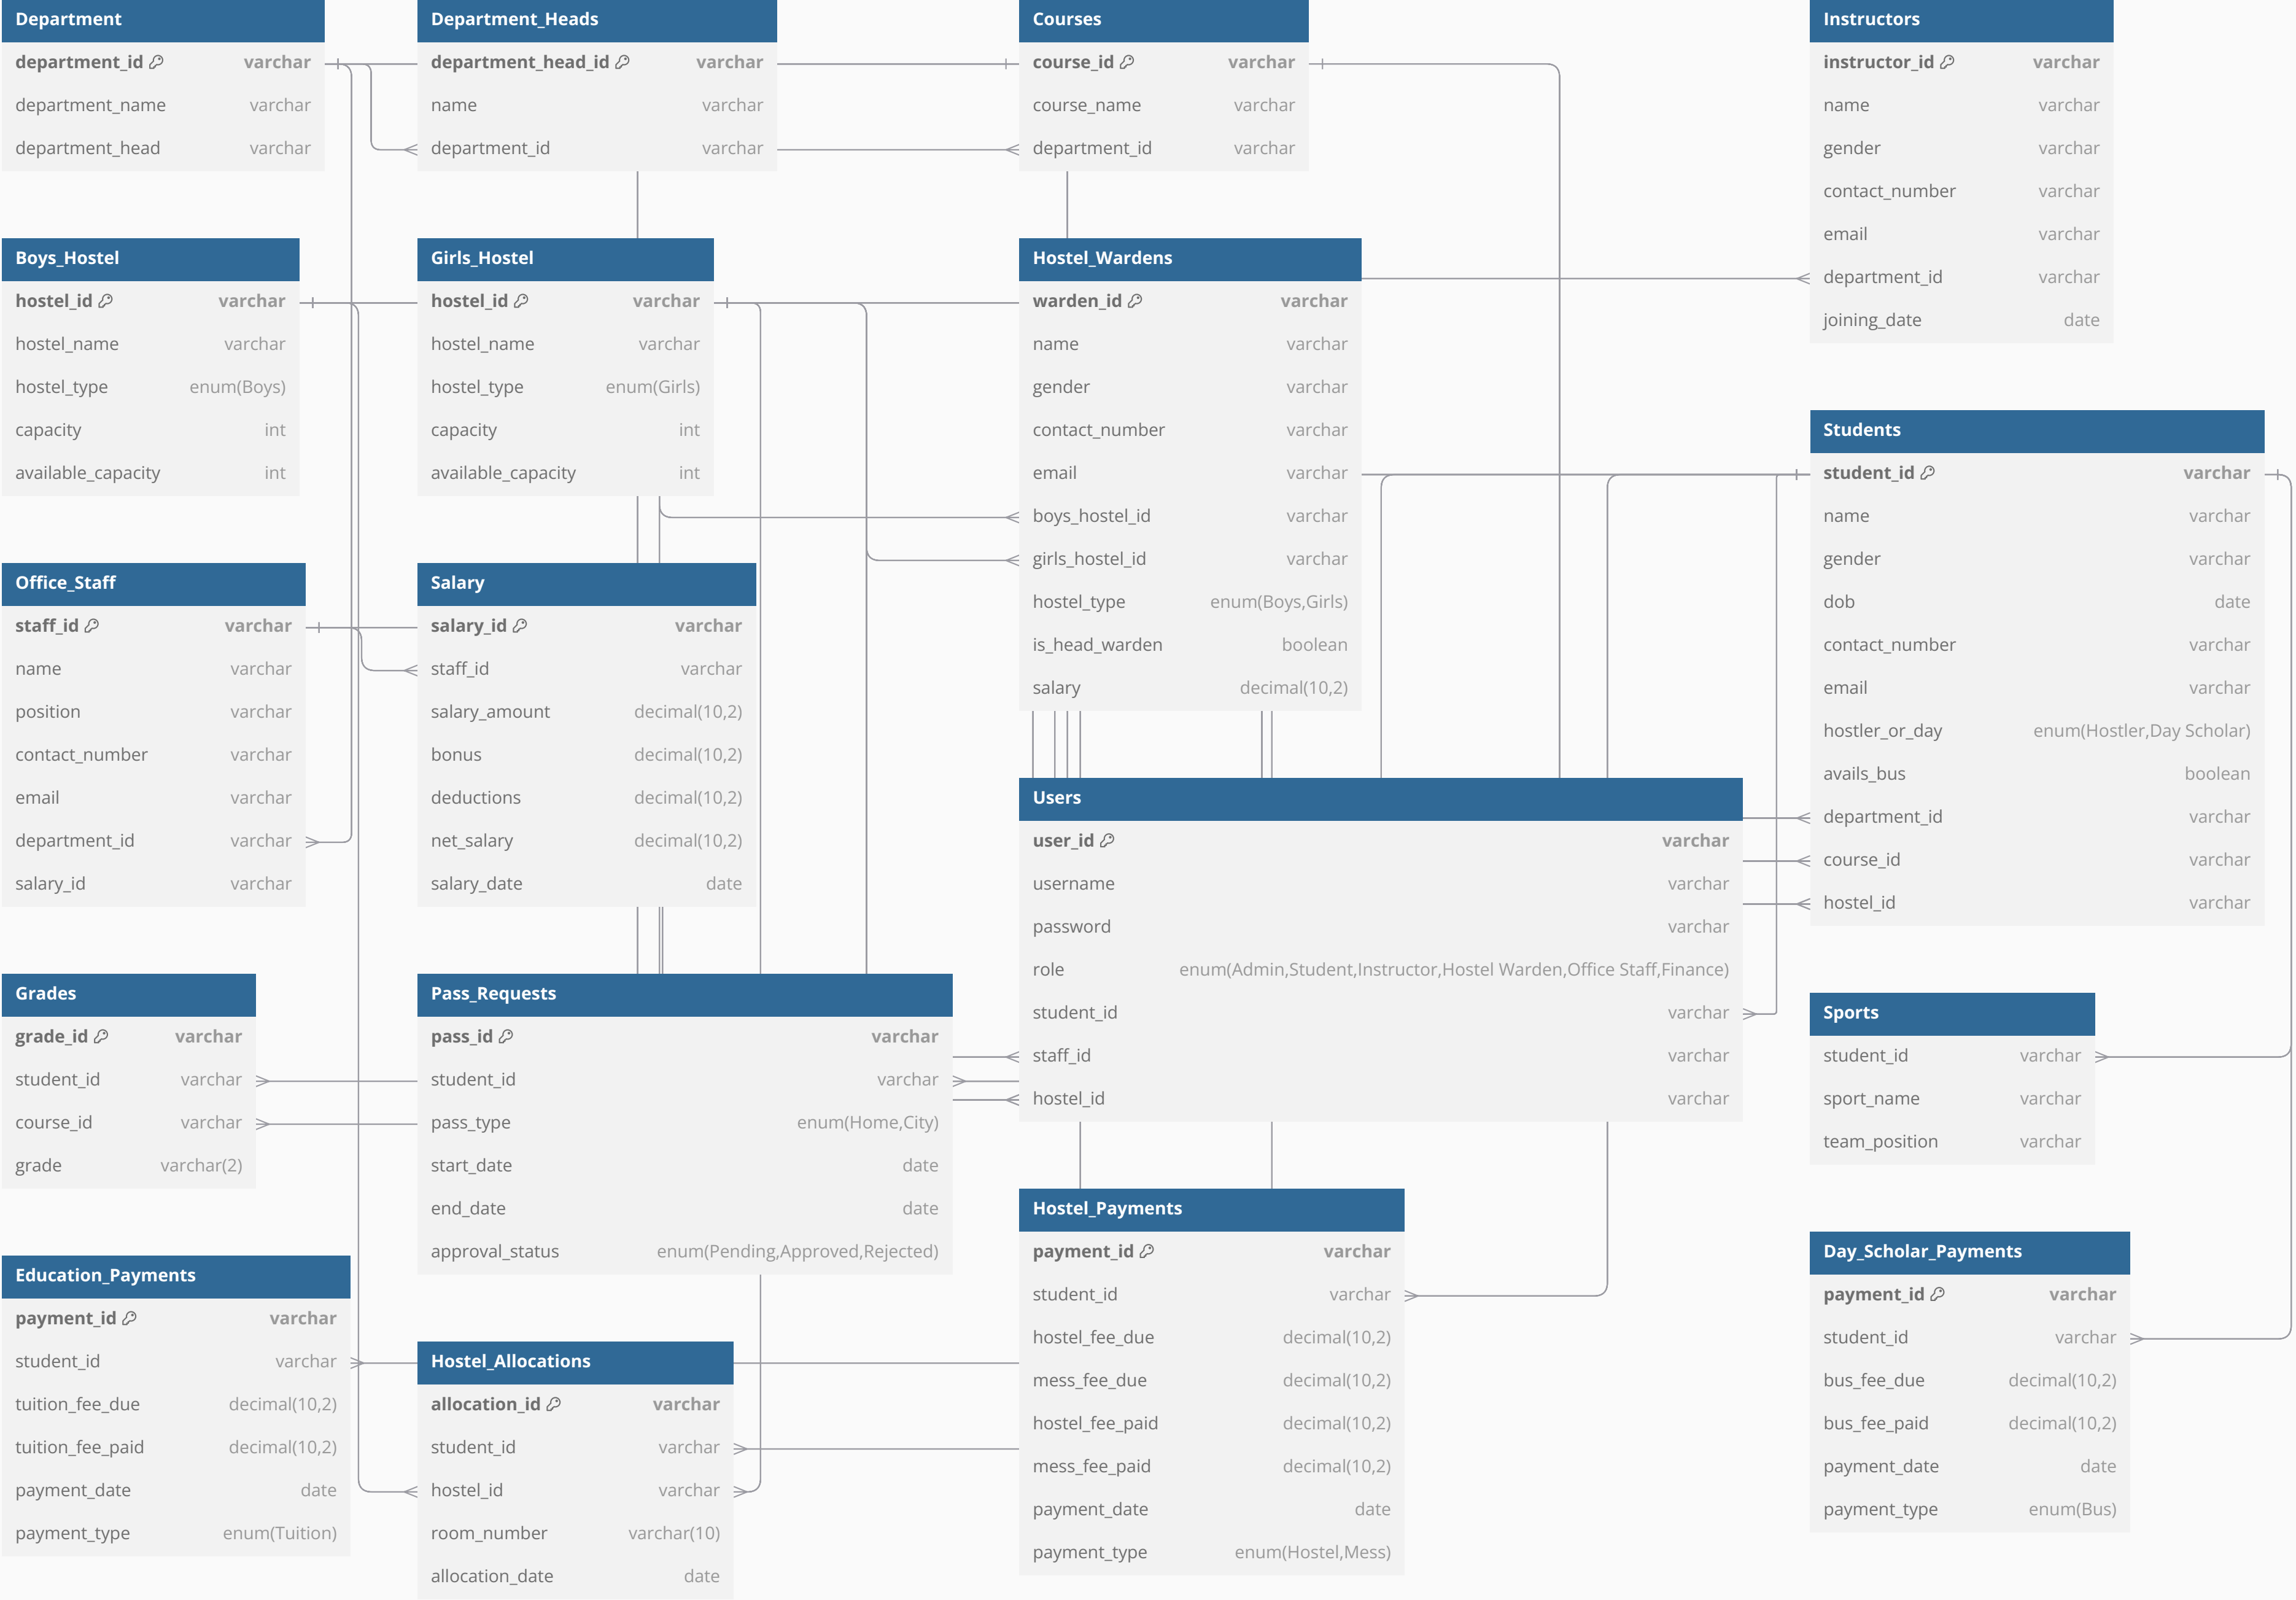 Department
department_id varchar
department_name varchar
department_head varchar
Department_Heads
department_head_id varchar
name varchar
department_id varchar
Courses
course_id varchar
course_name varchar
department_id varchar
Instructors
instructor_id varchar
name varchar
gender varchar
contact_number varchar
email varchar
department_id varchar
joining_date date
Boys_Hostel
hostel_id varchar
hostel_name varchar
hostel_type enum(Boys)
capacity int
available_capacity int
Girls_Hostel
hostel_id varchar
hostel_name varchar
hostel_type enum(Girls)
capacity int
available_capacity int
Hostel_Wardens
warden_id varchar
name varchar
gender varchar
contact_number varchar
email varchar
boys_hostel_id varchar
girls_hostel_id varchar
hostel_type enum(Boys,Girls)
is_head_warden boolean
salary decimal(10,2)
Students
student_id varchar
name varchar
gender varchar
dob date
contact_number varchar
email varchar
hostler_or_day enum(Hostler,Day Scholar)
avails_bus boolean
department_id varchar
course_id varchar
hostel_id varchar
Office_Staff
staff_id varchar
name varchar
position varchar
contact_number varchar
email varchar
department_id varchar
salary_id varchar
Salary
salary_id varchar
staff_id varchar
salary_amount decimal(10,2)
bonus decimal(10,2)
deductions decimal(10,2)
net_salary decimal(10,2)
salary_date date
Users
user_id varchar
username varchar
password varchar
role enum(Admin,Student,Instructor,Hostel Warden,Office Staff,Finance)
student_id varchar
staff_id varchar
hostel_id varchar
Grades
grade_id varchar
student_id varchar
course_id varchar
grade varchar(2)
Pass_Requests
pass_id varchar
student_id varchar
pass_type enum(Home,City)
start_date date
end_date date
approval_status enum(Pending,Approved,Rejected)
Sports
student_id varchar
sport_name varchar
team_position varchar
Education_Payments
payment_id varchar
student_id varchar
tuition_fee_due decimal(10,2)
tuition_fee_paid decimal(10,2)
payment_date date
payment_type enum(Tuition)
Hostel_Allocations
allocation_id varchar
student_id varchar
hostel_id varchar
room_number varchar(10)
allocation_date date
Hostel_Payments
payment_id varchar
student_id varchar
hostel_fee_due decimal(10,2)
mess_fee_due decimal(10,2)
hostel_fee_paid decimal(10,2)
mess_fee_paid decimal(10,2)
payment_date date
payment_type enum(Hostel,Mess)
Day_Scholar_Payments
payment_id varchar
student_id varchar
bus_fee_due decimal(10,2)
bus_fee_paid decimal(10,2)
payment_date date
payment_type enum(Bus)